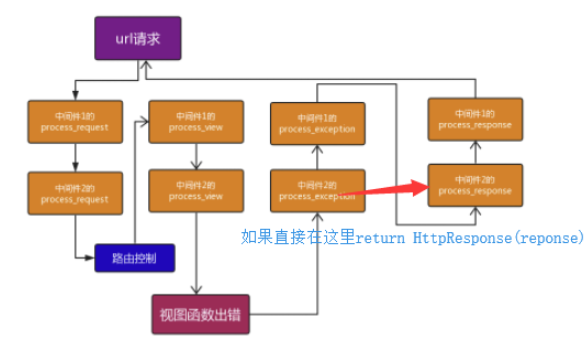 url请求
中间件1的
process_request
中间件1的
process_view
中间件1的
process_exception
中间件1的
process_response
中间件2的
process_request
中间件2的
process_view
中间件2的
process_exception
中间件2的
process_response
如果直接在这里return HttpResponse(reponse)
路由控制
视图函数出错